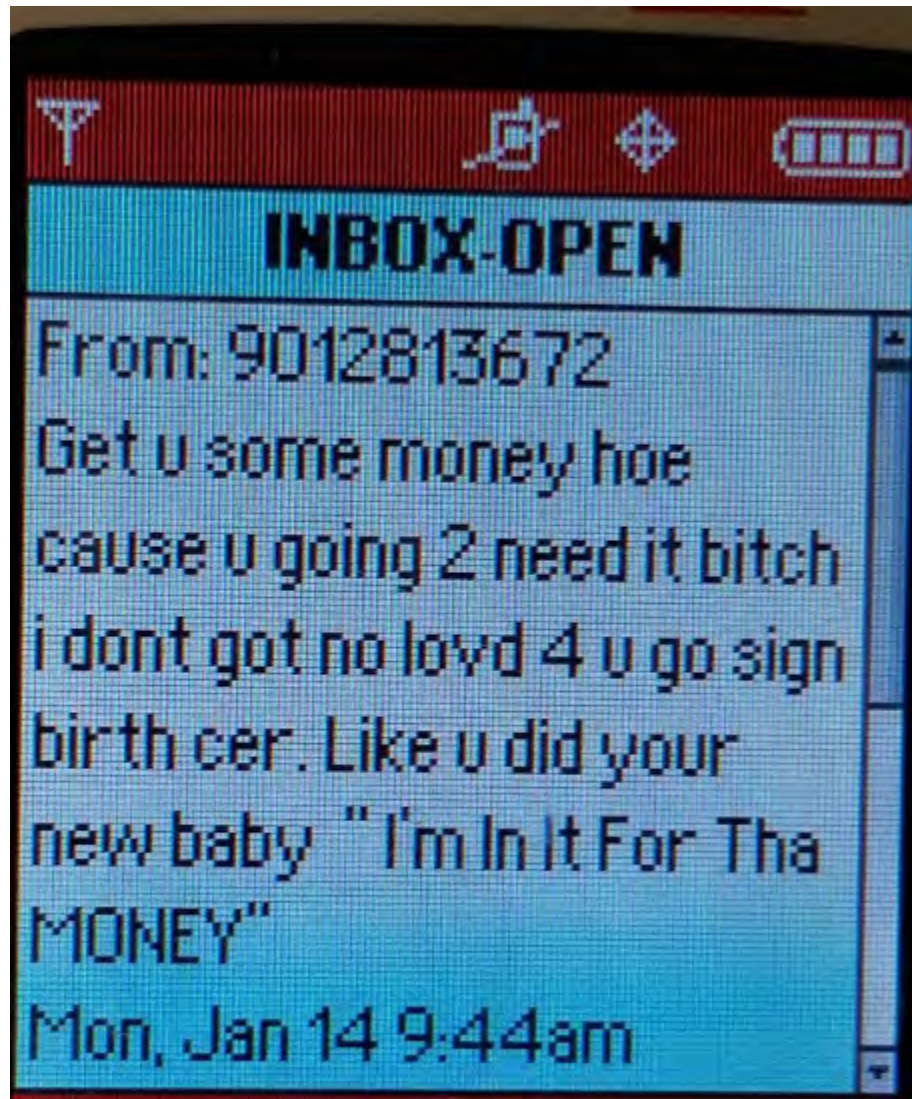 INBOX-OPEN
From: 9012813672
Get u some money hoe
cause u going 2 need it bitch
i dont got no lovd 4 u go sign
birth cer. Like u did your
new baby "I'm In It For Tha
MONEY"
Mon, Jan 14 9:44am